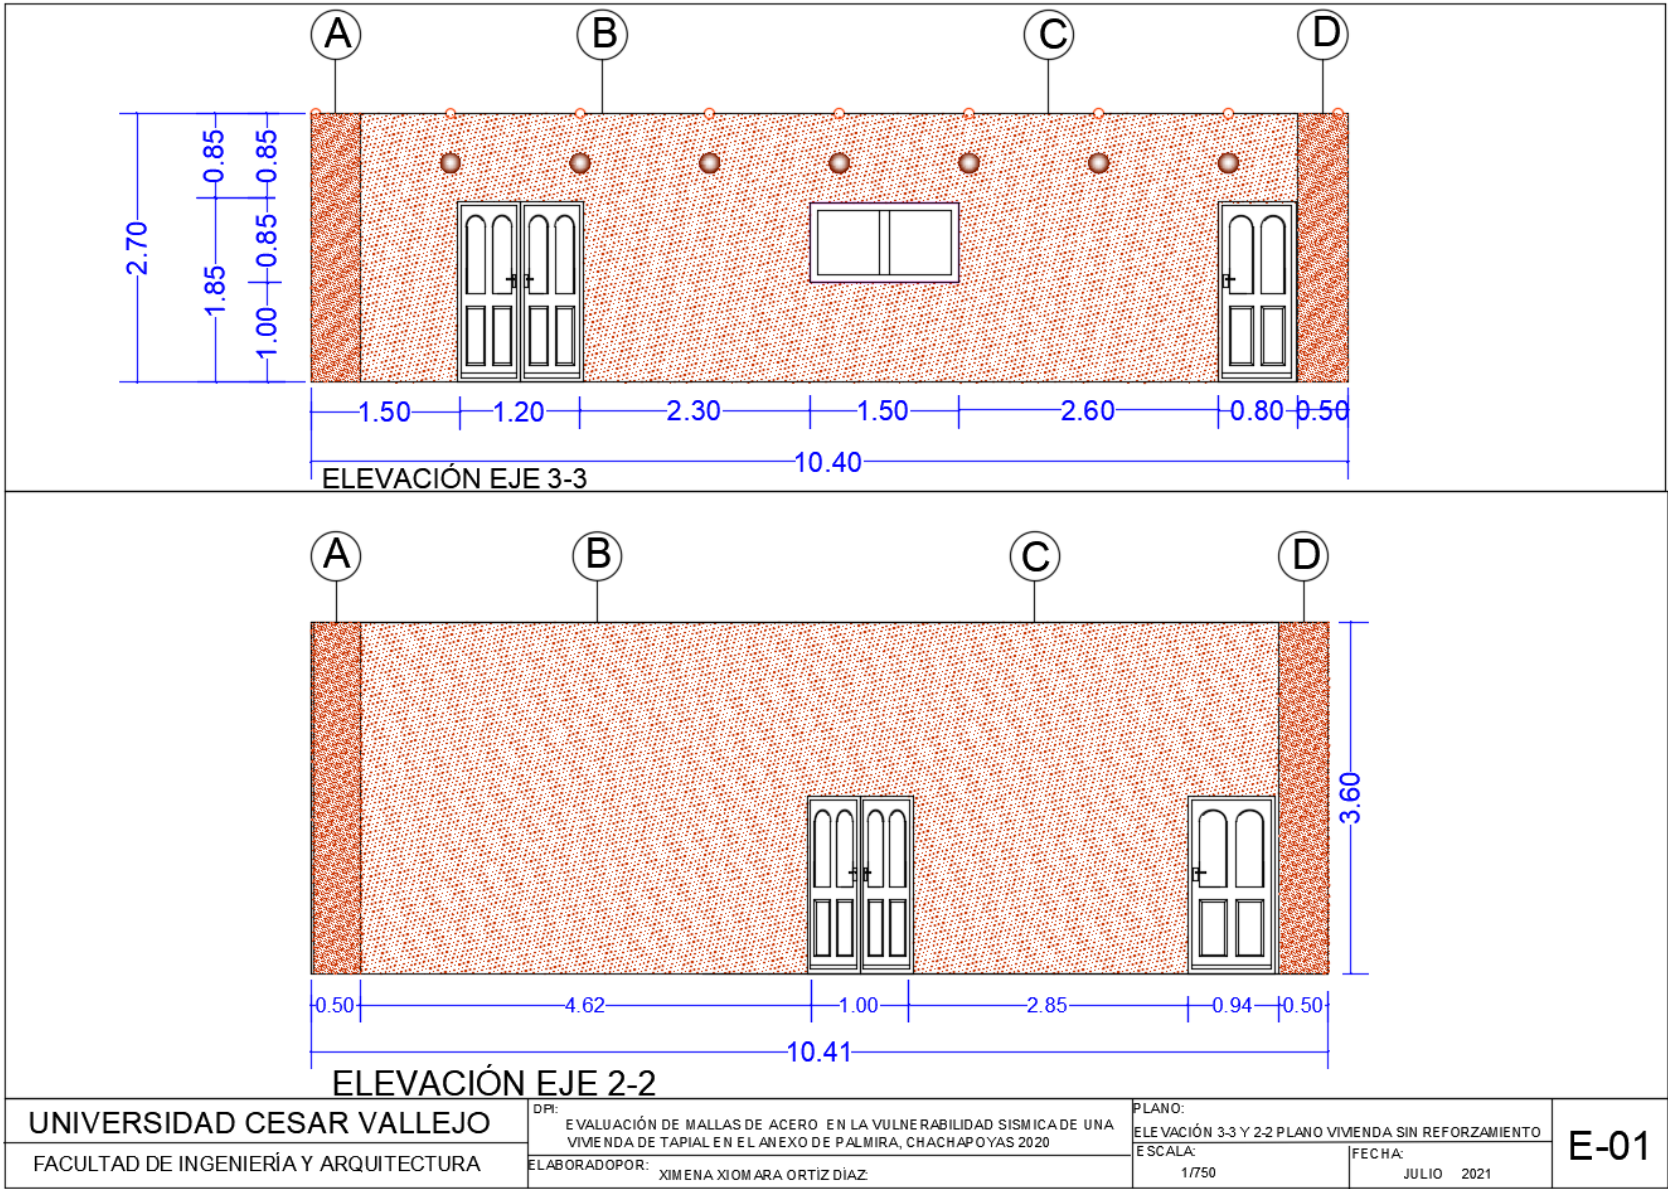 A B C D
0.85 0.85
2.70
0.85
1.85
1.00
1.50 1.20 2.30 1.50 2.60 0.80 0.50
10.40
ELEVACIÓN EJE 3-3
A B C D
3.60
0.50 4.62 1.00 2.85 0.94 0.50
10.41
ELEVACIÓN EJE 2-2
UNIVERSIDAD CESAR VALLEJO
FACULTAD DE INGENIERÍA Y ARQUITECTURA
DPI:
EVALUACIÓN DE MALLAS DE ACERO EN LA VULNERABILIDAD SISMICA DE UNA
VIVIENDA DE TAPIAL EN EL ANEXO DE PALMIRA, CHACHAPOYAS 2020
ELABORADOPOR: XIMENA XIOMARA ORTÍZ DÍAZ
PLANO:
ELEVACIÓN 3-3 Y 2-2 PLANO VIVIENDA SIN REFORZAMIENTO
ESCALA:
1/750
FECHA:
JULIO 2021
E-01